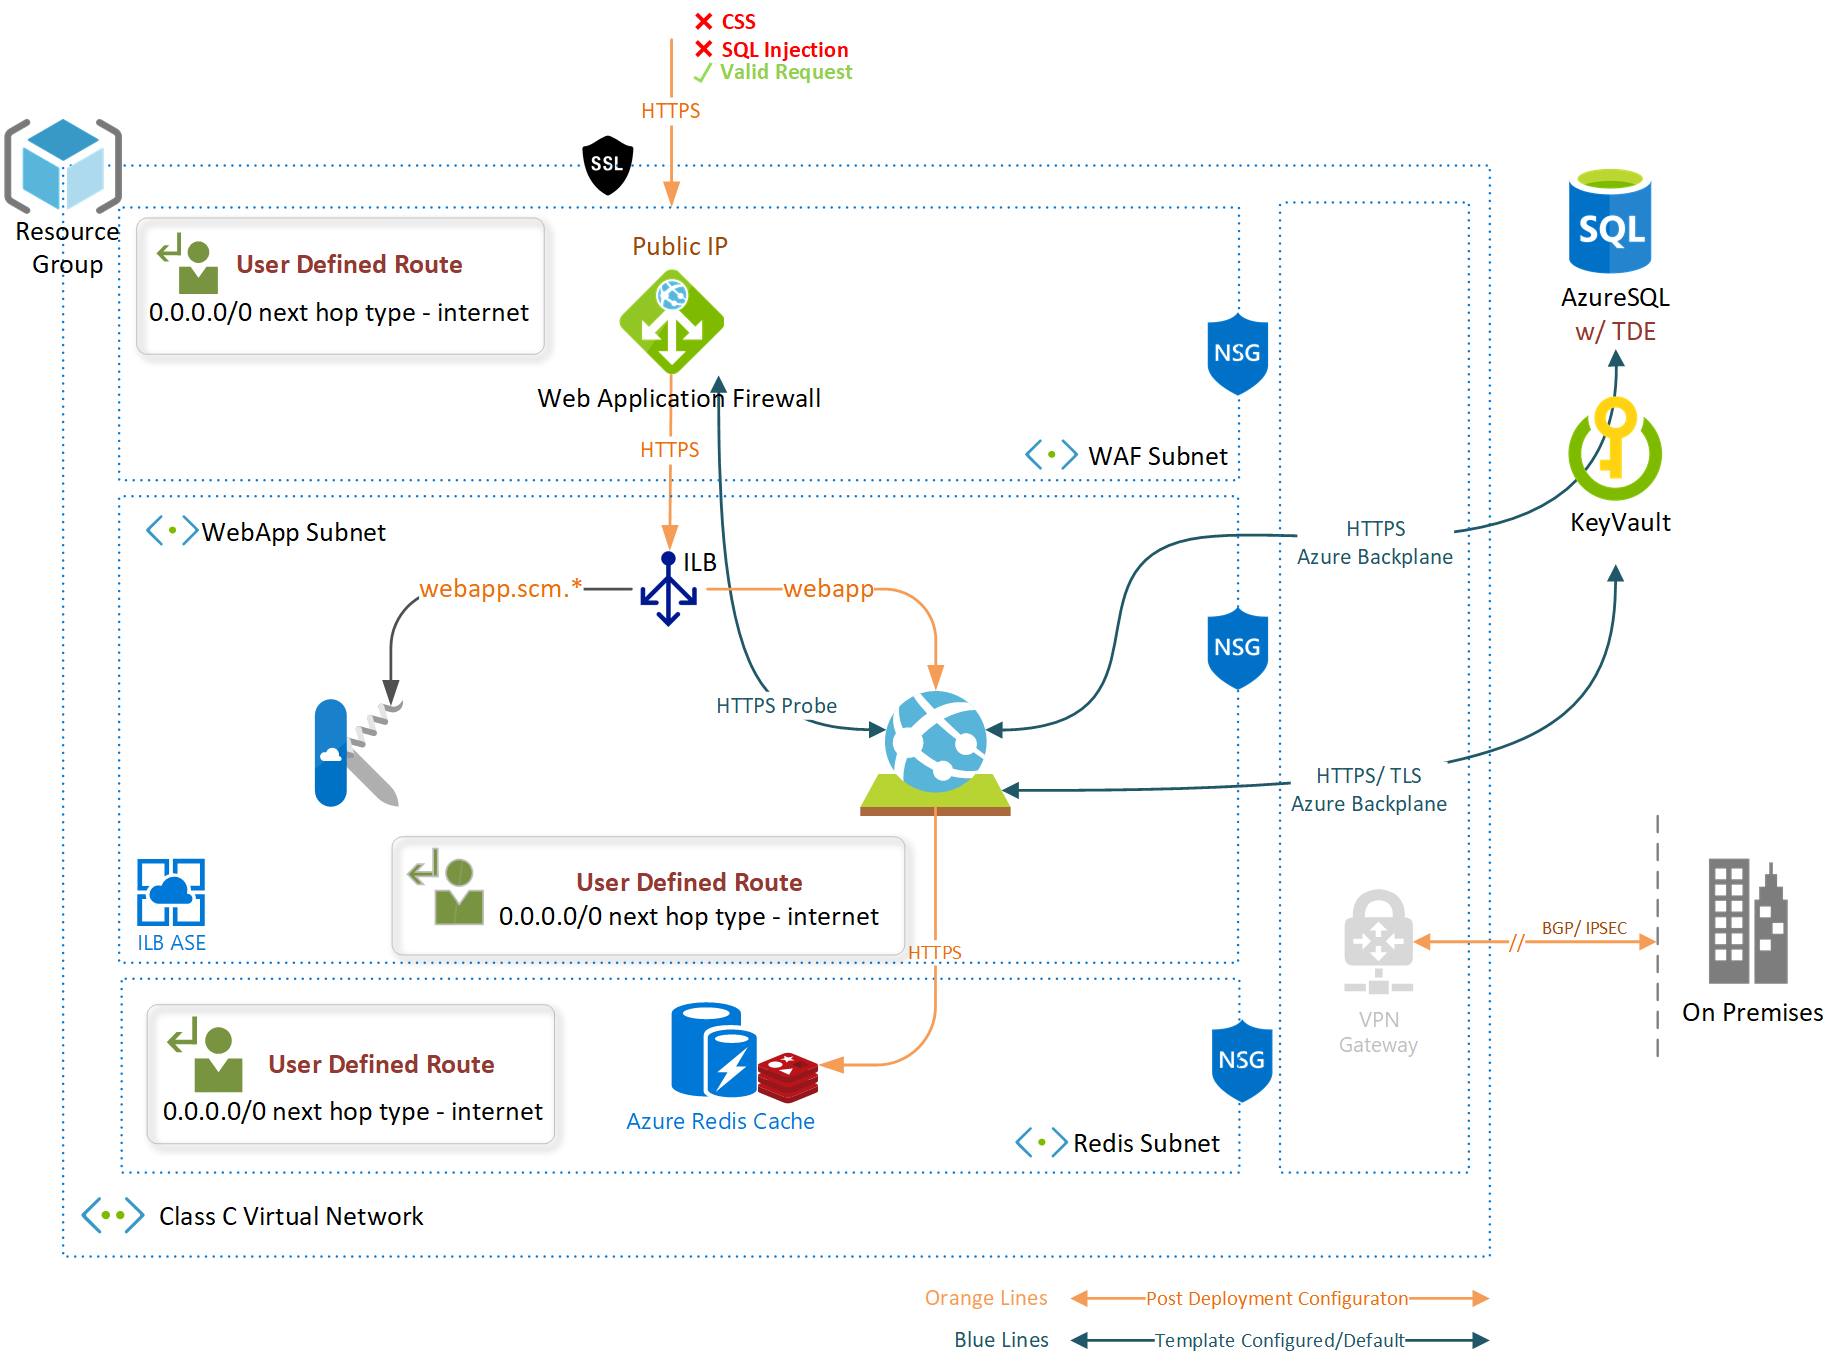 CSS
SQL Injection
Valid Request
HTTPS
SSL
Resource
Group
User Defined Route
0.0.0.0/0 next hop type - internet
Public IP
Web Application Firewall
NSG
SQL
AzureSQL
w/ TDE
HTTPS
WAF Subnet
KeyVault
WebApp Subnet
ILB
webapp.scm.*
webapp
HTTPS
Azure Backplane
NSG
HTTPS Probe
HTTPS/ TLS
Azure Backplane
User Defined Route
0.0.0.0/0 next hop type - internet
ILB ASE
HTTPS
BGP/ IPSEC
//
On Premises
VPN
Gateway
User Defined Route
0.0.0.0/0 next hop type - internet
Azure Redis Cache
NSG
Redis Subnet
Class C Virtual Network
Orange Lines
Post Deployment Configuraton
Blue Lines
Template Configured/Default